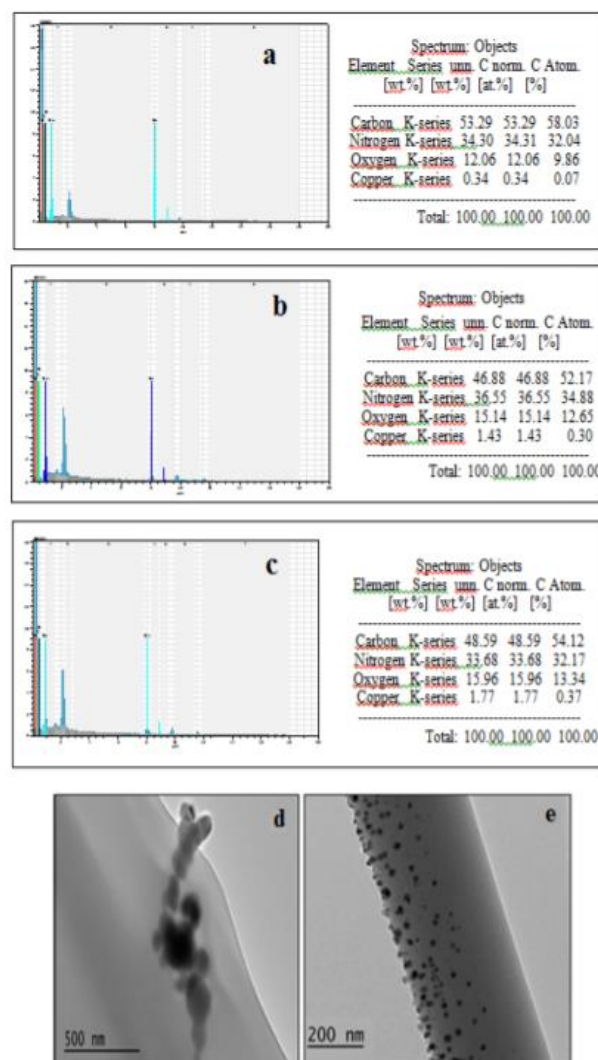 a
Spectrum: Objects
Element Series unn. C norm. C Atom.
[wt.%] [wt.%] [at.%] [%]
Carbon K-series 53.29 53.29 58.03
Nitrogen K-series 34.30 34.31 32.04
Oxygen K-series 12.06 12.06 9.86
Copper K-series 0.34 0.34 0.07
Total: 100.00 100.00 100.00
b
Spectrum: Objects
Element Series unn. C norm. C Atom.
[wt.%] [wt.%] [at.%] [%]
Carbon K-series 46.88 46.88 52.17
Nitrogen K-series 36.55 36.55 34.88
Oxygen K-series 15.14 15.14 12.65
Copper K-series 1.43 1.43 0.30
Total: 100.00 100.00 100.00
c
Spectrum: Objects
Element Series unn. C norm. C Atom.
[wt.%] [wt.%] [at.%] [%]
Carbon K-series 48.59 48.59 54.12
Nitrogen K-series 33.68 33.68 32.17
Oxygen K-series 15.96 15.96 13.34
Copper K-series 1.77 1.77 0.37
Total: 100.00 100.00 100.00
d
500 nm
e
200 nm